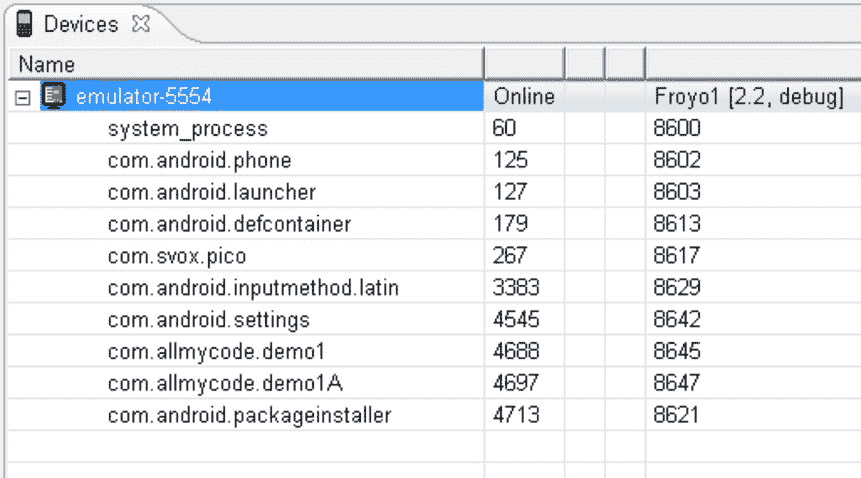 Devices
Name
emulator-5554 Online Froyo1 [2.2, debug]
system_process 60 8600
com.android.phone 125 8602
com.android.launcher 127 8603
com.android.defcontainer 179 8613
com.svox.pico 267 8617
com.android.inputmethod.latin 3383 8629
com.android.settings 4545 8642
com.allmycode.demo1 4688 8645
com.allmycode.demo1A 4697 8647
com.android.packageinstaller 4713 8621